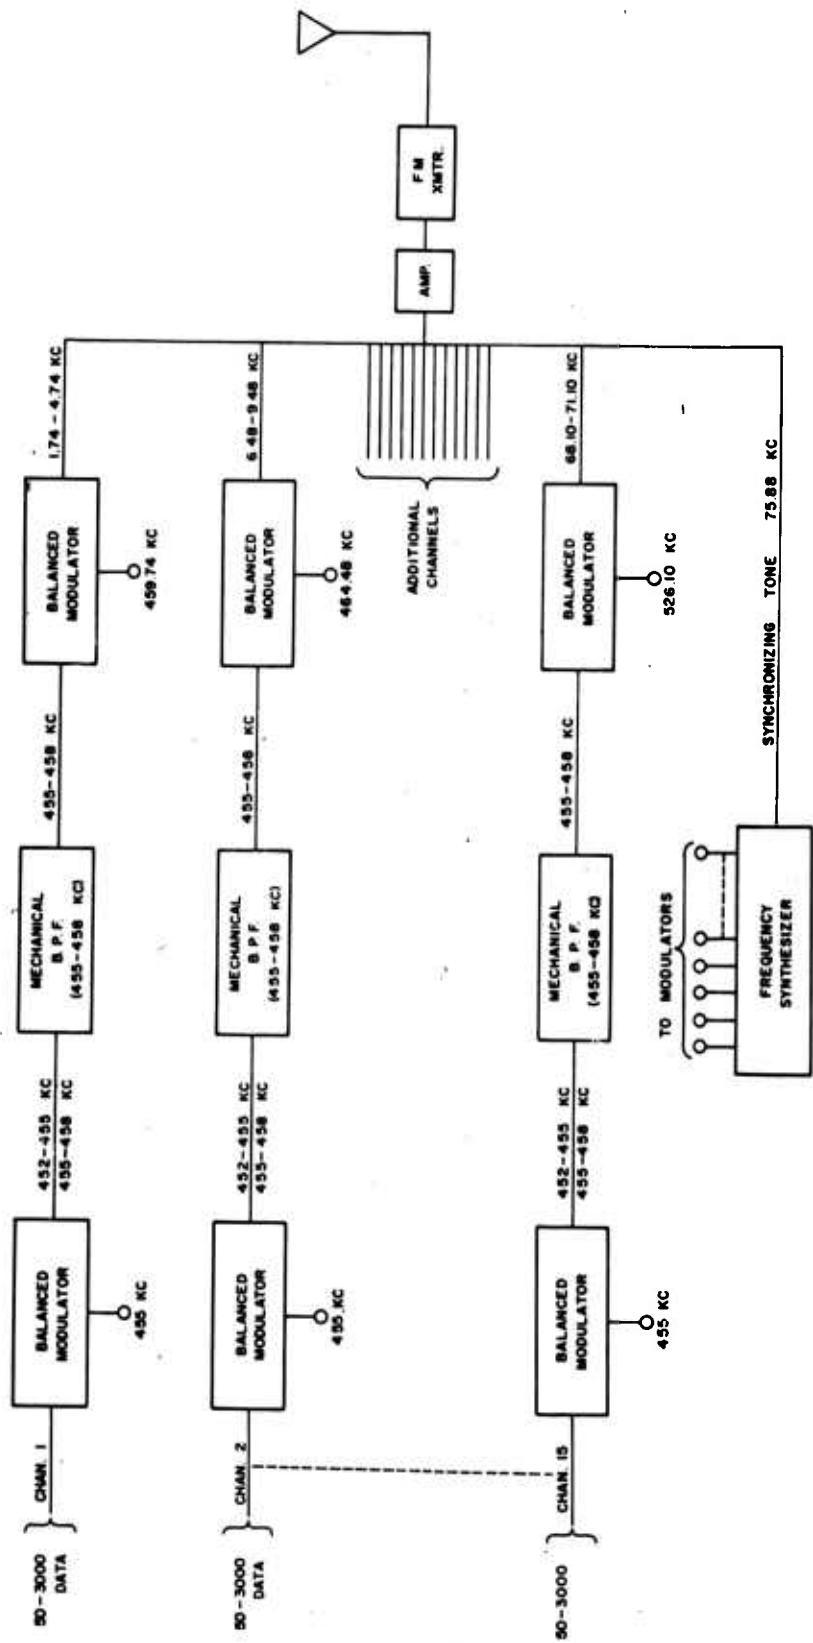 50-3000
DATA
CHAN. 1
BALANCED
MODULATOR
455 KC
452-455 KC
455-458 KC
MECHANICAL
B. P. F.
(455-458 KC)
455-458 KC
BALANCED
MODULATOR
459.74 KC
1.74-4.74 KC
50-3000
DATA
CHAN. 2
BALANCED
MODULATOR
455 KC
452-455 KC
455-458 KC
MECHANICAL
B. P. F.
(455-458 KC)
455-458 KC
BALANCED
MODULATOR
464.48 KC
6.48-9.48 KC
ADDITIONAL
CHANNELS
AMP.
FM
XMTR.
50-3000
CHAN. 15
BALANCED
MODULATOR
455 KC
452-455 KC
455-458 KC
MECHANICAL
B. P. F.
(455-458 KC)
455-458 KC
BALANCED
MODULATOR
526.10 KC
68.10-71.10 KC
TO MODULATORS
FREQUENCY
SYNTHESIZER
SYNCHRONIZING TONE 75.88 KC